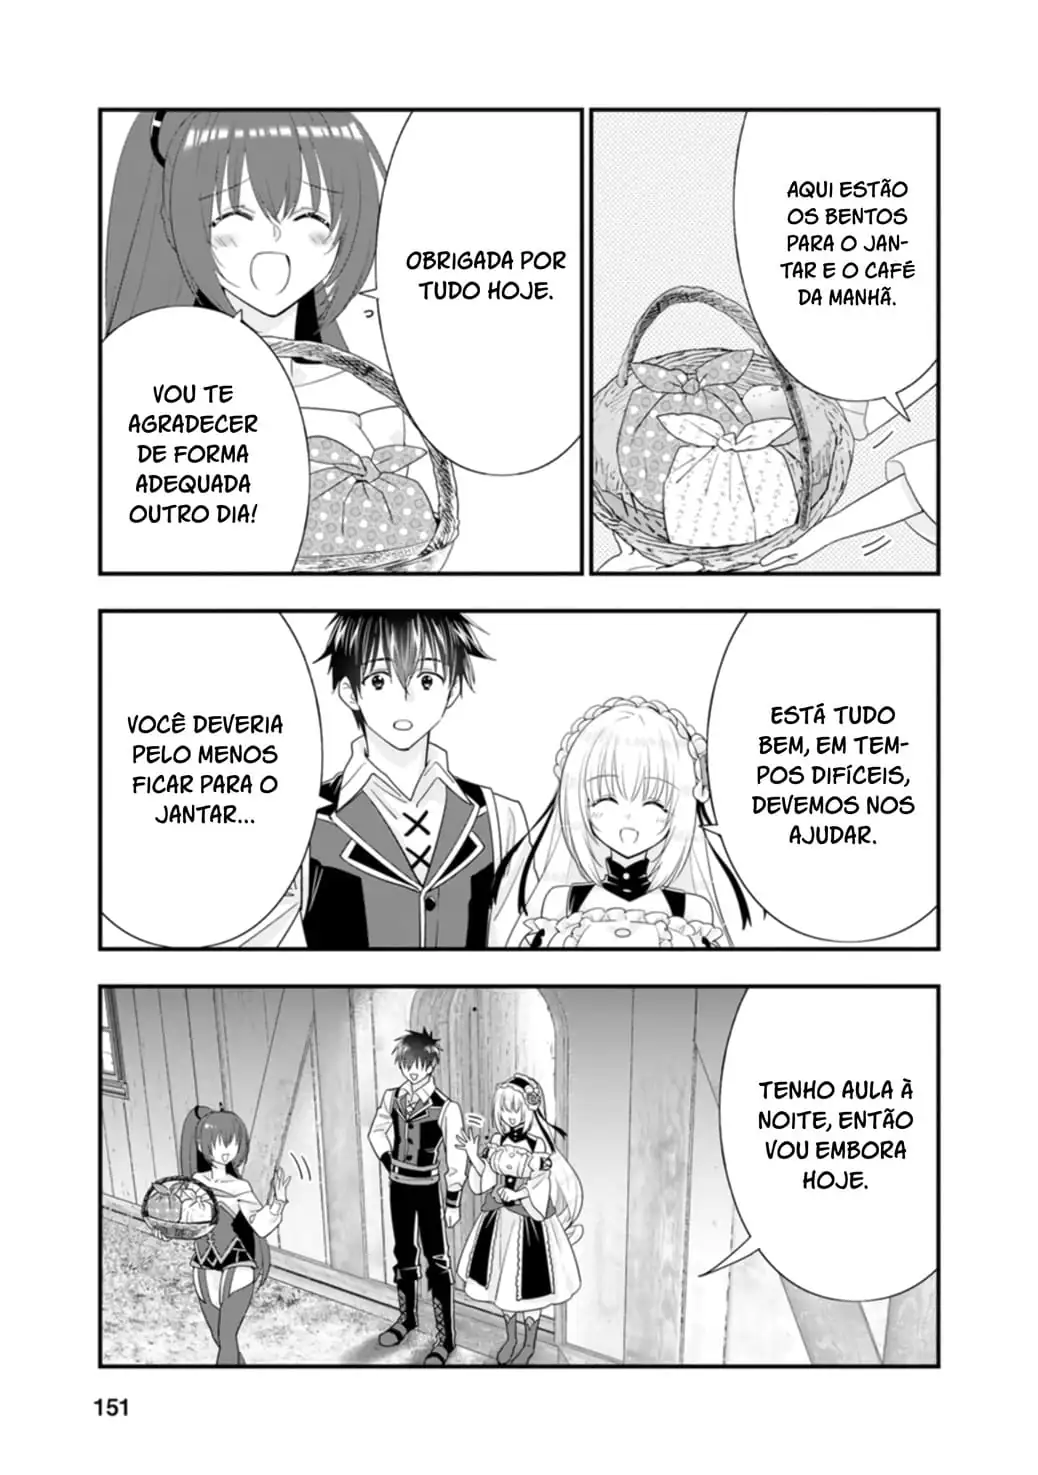 AQUI ESTÃO
OS BENTOS
PARA O JAN-
TAR E O CAFÉ
DA MANHÃ.
OBRIGADA POR
TUDO HOJE.
VOU TE
AGRADECER
DE FORMA
ADEQUADA
OUTRO DIA!
ESTÁ TUDO
BEM, EM TEM-
POS DIFÍCEIS,
DEVEMOS NOS
AJUDAR.
VOCÊ DEVERIA
PELO MENOS
FICAR PARA O
JANTAR...
TENHO AULA À
NOITE, ENTÃO
VOU EMBORA
HOJE.
151